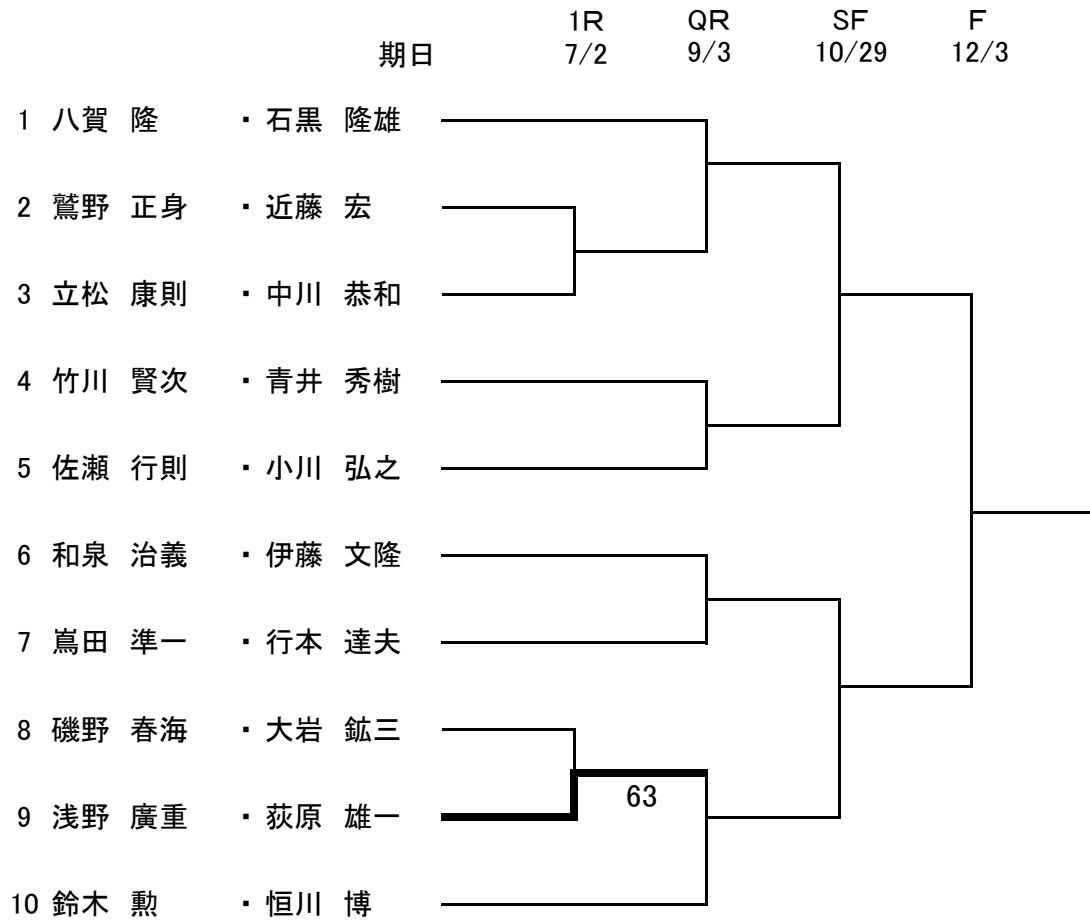 1R QR SF F
期日 7/2 9/3 10/29 12/3
1 八賀 隆 ・ 石黒 隆雄
2 鷲野 正身 ・ 近藤 宏
3 立松 康則 ・ 中川 恭和
4 竹川 賢次 ・ 青井 秀樹
5 佐瀬 行則 ・ 小川 弘之
6 和泉 治義 ・ 伊藤 文隆
7 嶌田 準一 ・ 行本 達夫
8 磯野 春海 ・ 大岩 鉱三
63
9 浅野 廣重 ・ 荻原 雄一
10 鈴木 勲 ・ 恒川 博